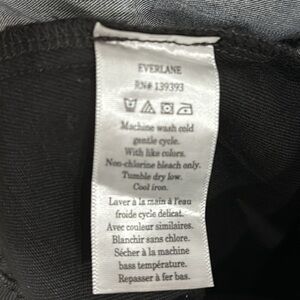 EVERLANE
RN# 139393
Machine wash cold
gentle cycle.
With like colors.
Non-chlorine bleach only.
Tumble dry low.
Cool iron.
Laver à la main à l'eau
froide cycle delicat.
Avec couleur similaires.
Blanchir sans chlore.
Sécher à la machine
bass température.
Repasser à fer bas.